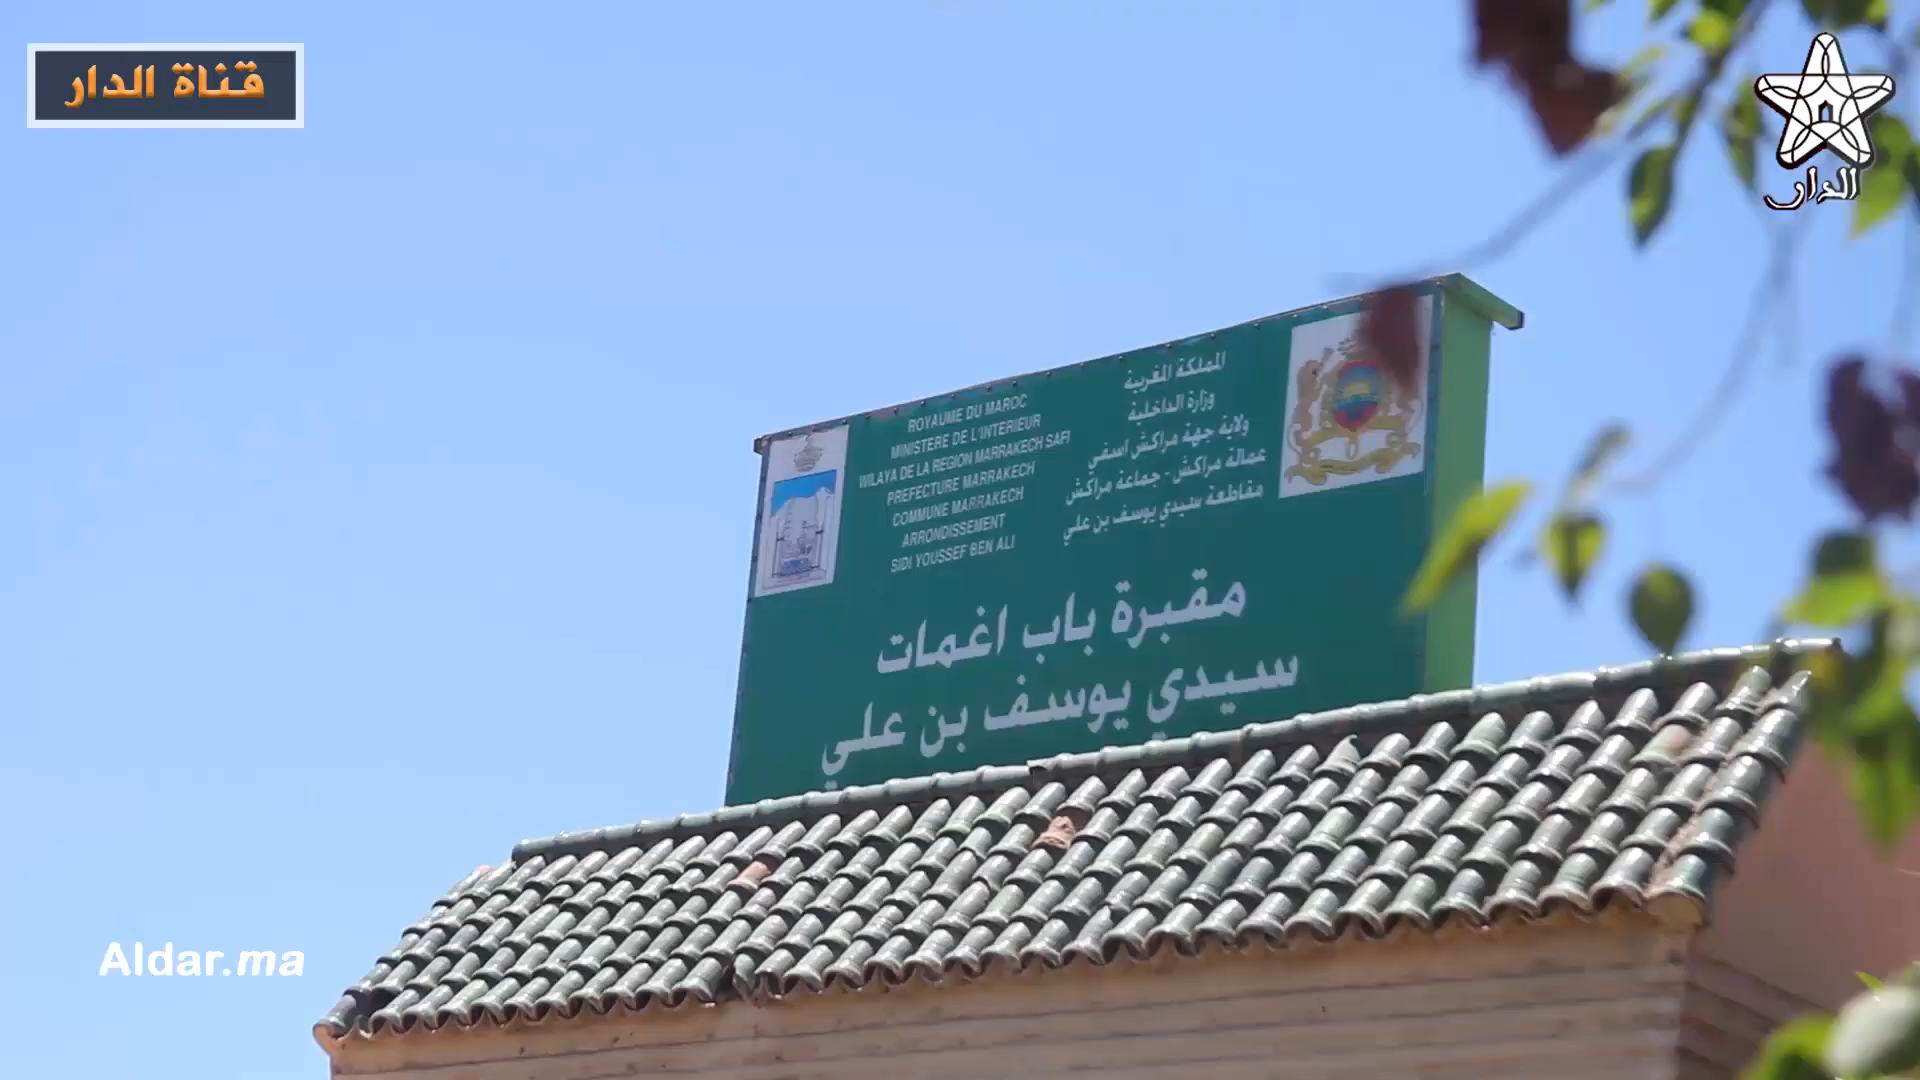 قناة الدار
الدار
ROYAUME DU MAROC
MINISTERE DE L'INTERIEUR
WILAYA DE LA REGION MARRAKECH SAFI
PREFECTURE MARRAKECH
COMMUNE MARRAKECH
ARRONDISSEMENT
SIDI YOUSSEF BEN ALI
المملكة المغربية
وزارة الداخلية
ولاية جهة مراكش اسفي
عمالة مراكش - جماعة مراكش
مقاطعة سيدي يوسف بن علي
مقبرة باب اغمات
سيدي يوسف بن علي
Aldar.ma